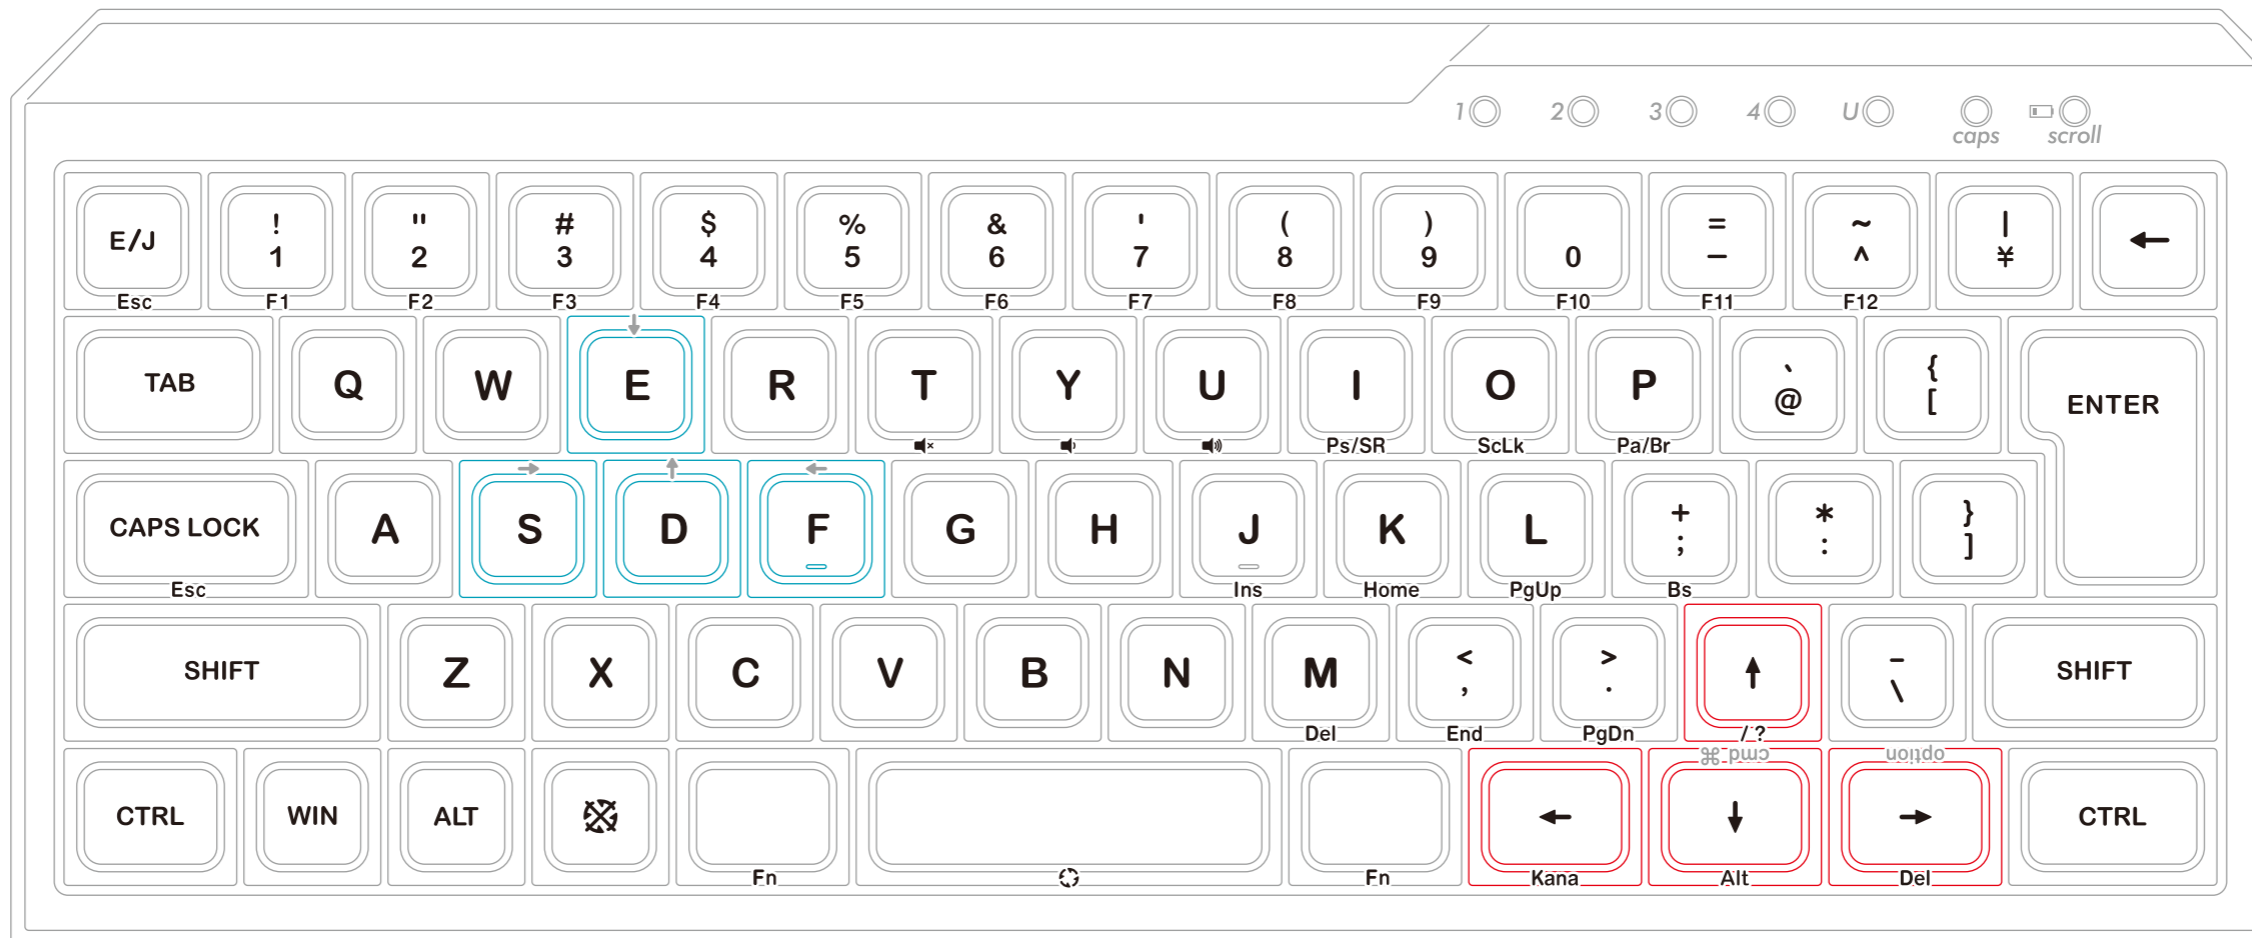 1 2 3 4 U caps scroll
E/J ! 1 " 2 # 3 $ 4 % 5 & 6 ' 7 ( 8 ) 9 0 = - ~ ^ | ¥ ←
Esc F1 F2 F3 F4 F5 F6 F7 F8 F9 F10 F11 F12
↓
TAB Q W E R T Y U I O P ` @ { [ ENTER
Ps/SR ScLk Pa/Br
→ ↑ ←
CAPS LOCK A S D F G H J K L + ; * : } ]
Esc Ins Home PgUp Bs
SHIFT Z X C V B N M < , > . ↑ _ \ SHIFT
Del End PgDn / ?
⌘ cmd option
CTRL WIN ALT ← ↓ → CTRL
Fn Fn Kana Alt Del